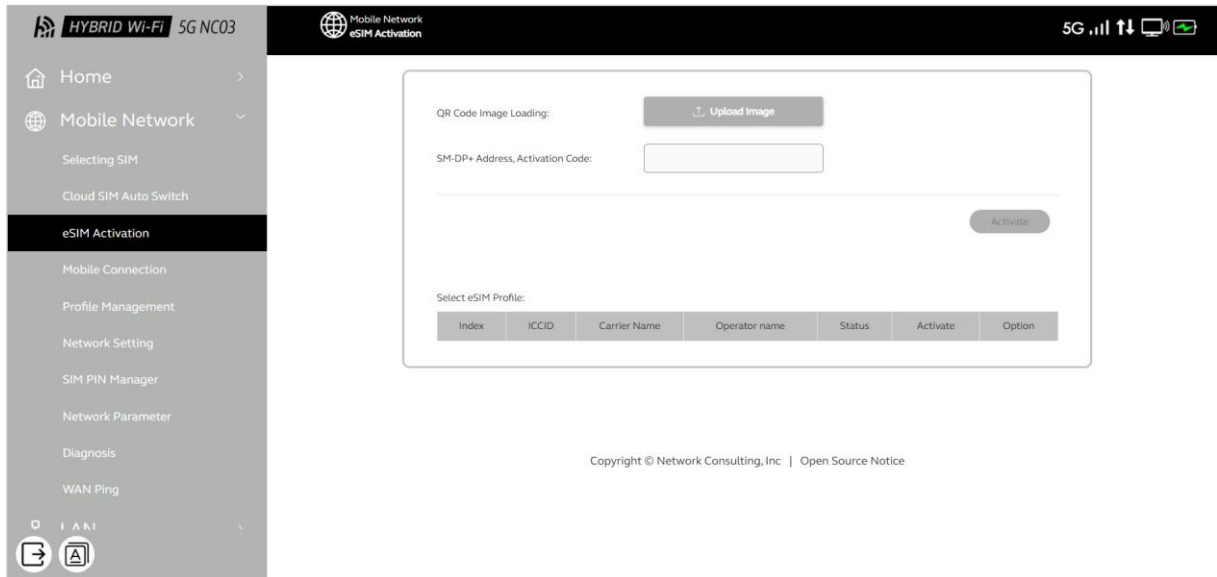 HYBRID Wi-Fi 5G NC03
Mobile Network
eSIM Activation
5G
Home
Mobile Network
Selecting SIM
Cloud SIM Auto Switch
eSIM Activation
Mobile Connection
Profile Management
Network Setting
SIM PIN Manager
Network Parameter
Diagnosis
WAN Ping
LAN
A
QR Code Image Loading:
Upload Image
SM-DP+ Address, Activation Code:
Activate
Select eSIM Profile:
Index ICCID Carrier Name Operator name Status Activate Option
Copyright © Network Consulting, Inc | Open Source Notice